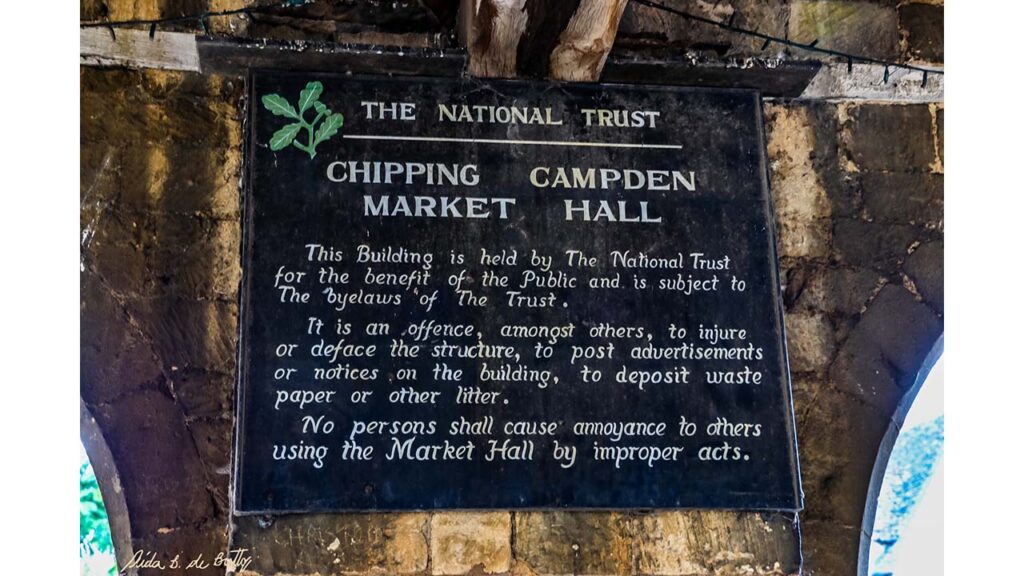 THE NATIONAL TRUST
CHIPPING CAMPDEN
MARKET HALL
This Building is held by The National Trust
for the benefit of the Public and is subject to
The byelaws of The Trust.
It is an offence, amongst others, to injure
or deface the structure, to post advertisements
or notices on the building, to deposit waste
paper or other litter.
No persons shall cause annoyance to others
using the Market Hall by improper acts.
Aida B. de Botty